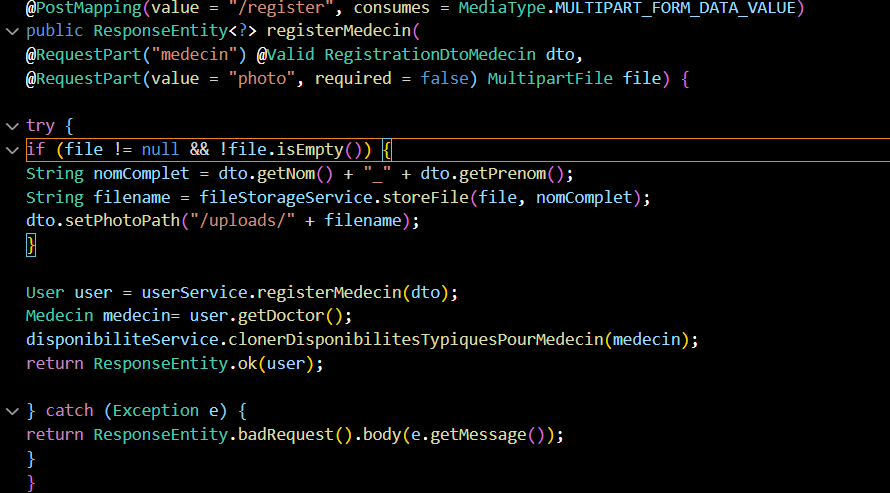 @PostMapping(value = "/register", consumes = MediaType.MULTIPART_FORM_DATA_VALUE)
public ResponseEntity<?> registerMedecin(
@RequestPart("medecin") @Valid RegistrationDtoMedecin dto,
@RequestPart(value = "photo", required = false) MultipartFile file) {
try {
if (file != null && !file.isEmpty()) {
String nomComplet = dto.getNom() + "_" + dto.getPrenom();
String filename = fileStorageService.storeFile(file, nomComplet);
dto.setPhotoPath("/uploads/" + filename);
}
User user = userService.registerMedecin(dto);
Medecin medecin= user.getDoctor();
disponibiliteService.clonerDisponibilitesTypiquesPourMedecin(medecin);
return ResponseEntity.ok(user);
} catch (Exception e) {
return ResponseEntity.badRequest().body(e.getMessage());
}
}